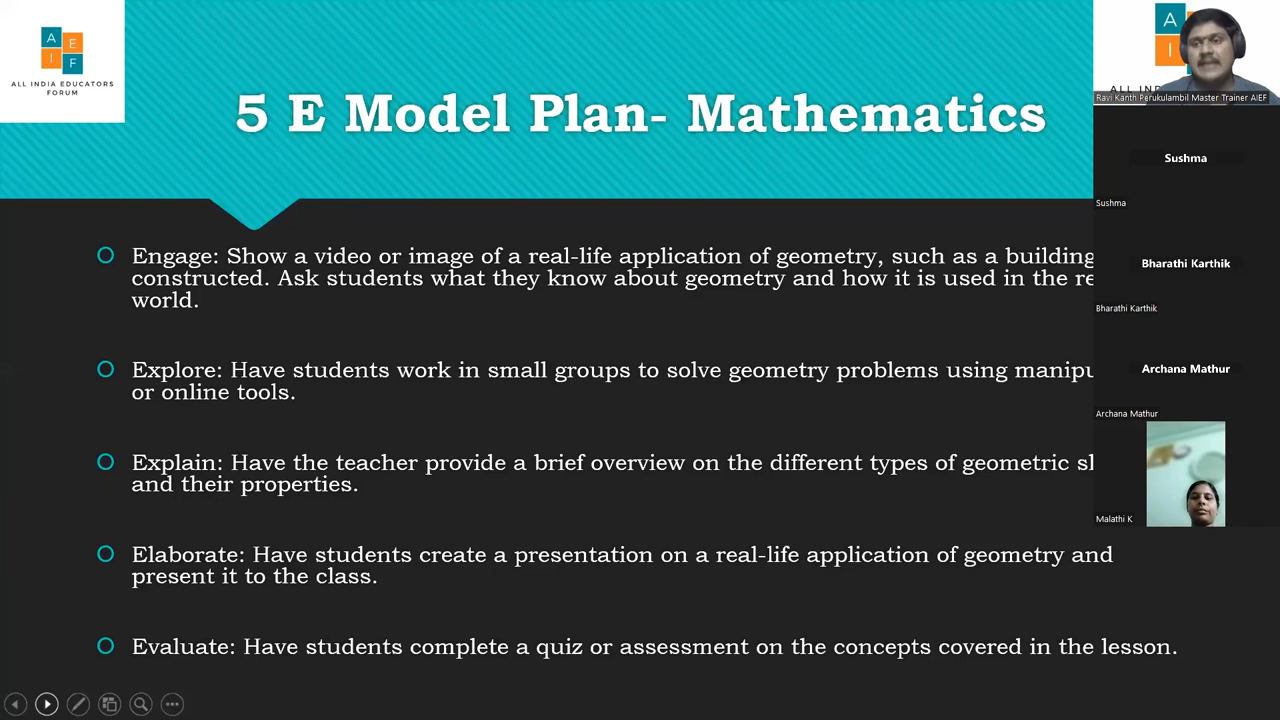 A
E
I
F
ALL INDIA EDUCATORS
FORUM
5 E Model Plan- Mathematics
Engage: Show a video or image of a real-life application of geometry, such as a building
constructed. Ask students what they know about geometry and how it is used in the re
world.
Explore: Have students work in small groups to solve geometry problems using manipu
or online tools.
Explain: Have the teacher provide a brief overview on the different types of geometric
and their properties.
Elaborate: Have students create a presentation on a real-life application of geometry and
present it to the class.
Evaluate: Have students complete a quiz or assessment on the concepts covered in the lesson.
A
I
ALL IND
Ravi Kanth Perukulambil Master Trainer AIEF
Sushma
Sushma
Bharathi Karthik
Bharathi Karthik
Archana Mathur
Archana Mathur
Malathi K